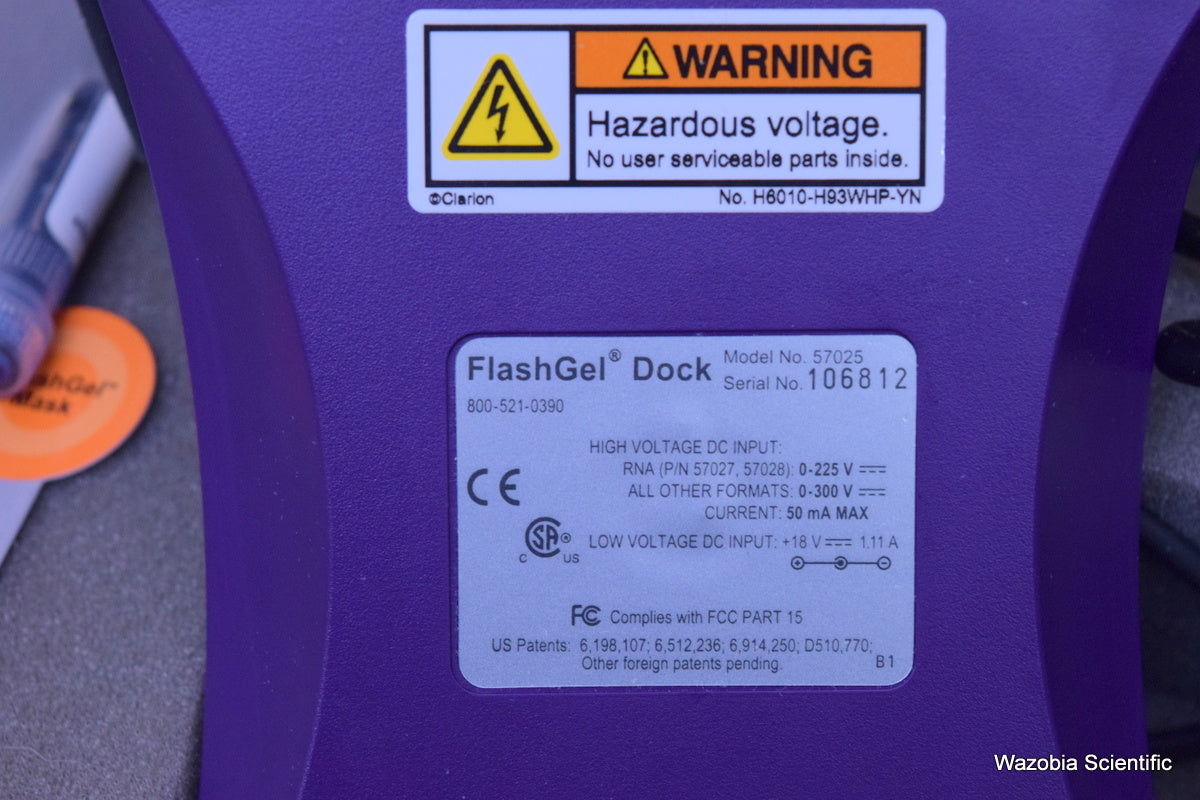 WARNING
Hazardous voltage.
No user serviceable parts inside.
©Clarion No. H6010-H93WHP-YN
FlashGel® Dock Model No. 57025
Serial No. 106812
800-521-0390
HIGH VOLTAGE DC INPUT:
RNA (P/N 57027, 57028): 0-225 V
ALL OTHER FORMATS: 0-300 V
CURRENT: 50 mA MAX
CE
SA®
C US
LOW VOLTAGE DC INPUT: +18 V 1.11 A
FC Complies with FCC PART 15
US Patents: 6,198,107; 6,512,236; 6,914,250; D510,770;
Other foreign patents pending. B1
Mask
Wazobia Scientific